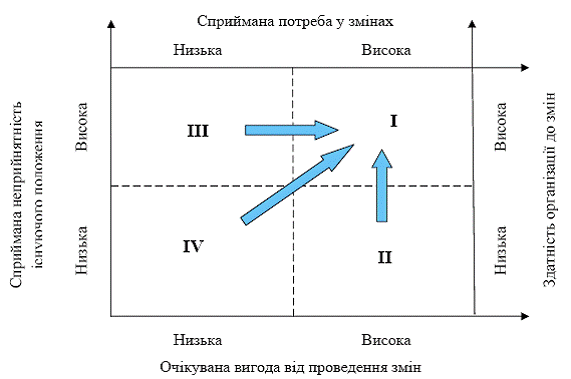 Сприймана потреба у змінах
Низька Висока
Сприймана неприйнятність
існуючого положення
Висока
Низька
III
I
IV
II
Висока
Низька
Здатність організації до змін
Низька Висока
Очікувана вигода від проведення змін